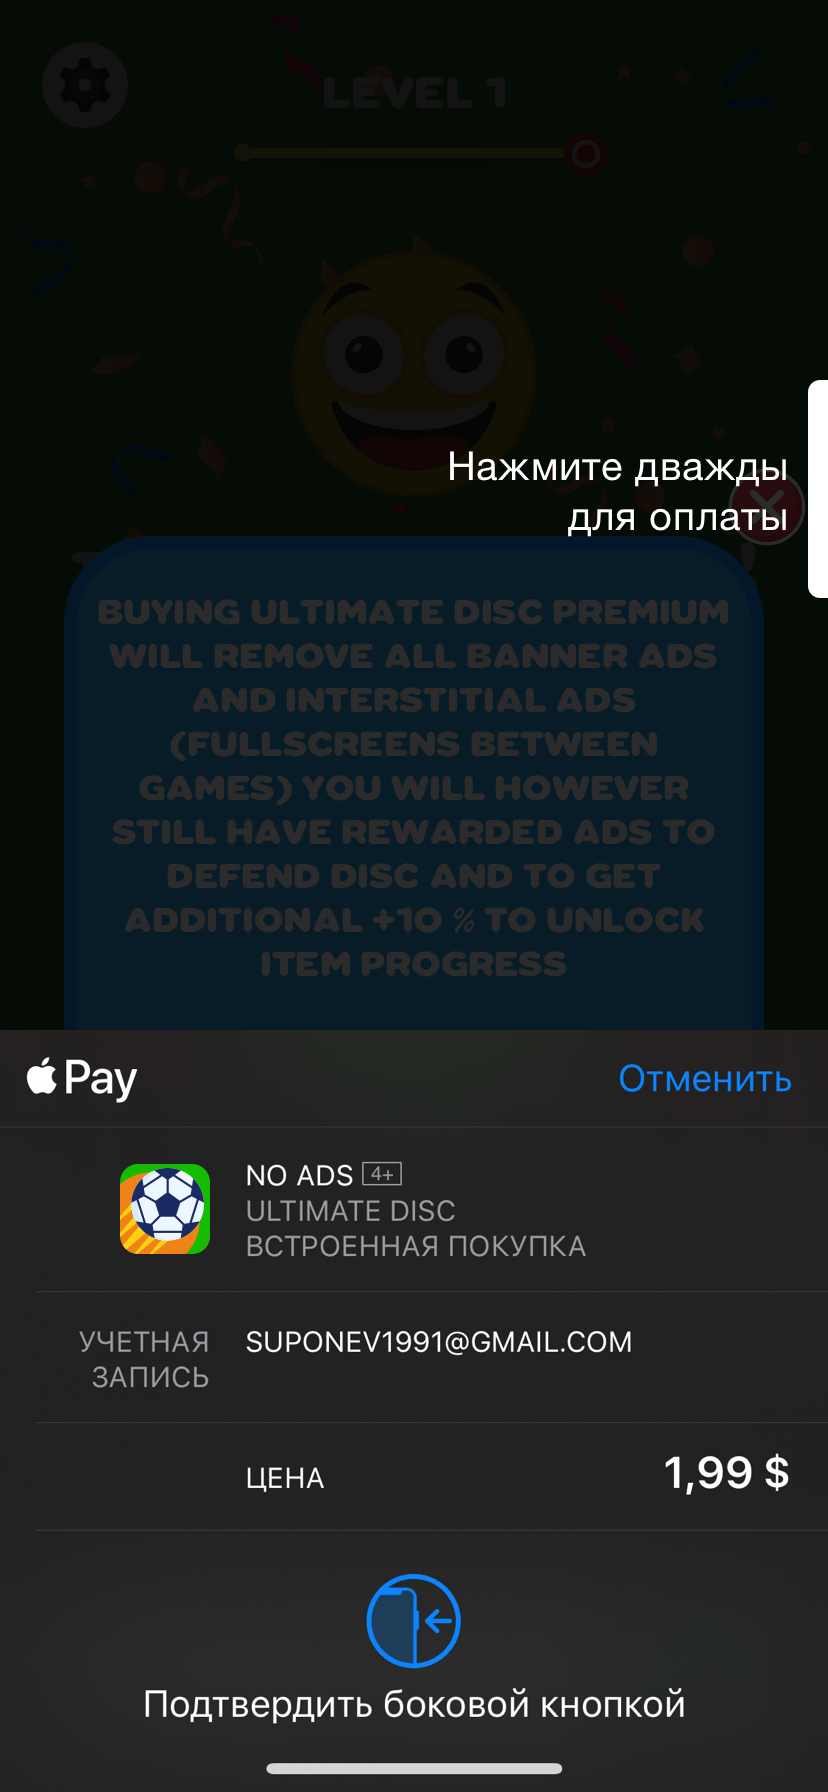 LEVEL 1
Нажмите дважды
для оплаты
BUYING ULTIMATE DISC PREMIUM
WILL REMOVE ALL BANNER ADS
AND INTERSTITIAL ADS
(FULLSCREENS BETWEEN
GAMES) YOU WILL HOWEVER
STILL HAVE REWARDED ADS TO
DEFEND DISC AND TO GET
ADDITIONAL +10 % TO UNLOCK
ITEM PROGRESS
Pay
Отменить
NO ADS 4+
ULTIMATE DISC
ВСТРОЕННАЯ ПОКУПКА
УЧЕТНАЯ
ЗАПИСЬ
SUPONEV1991@GMAIL.COM
ЦЕНА
1,99 $
Подтвердить боковой кнопкой